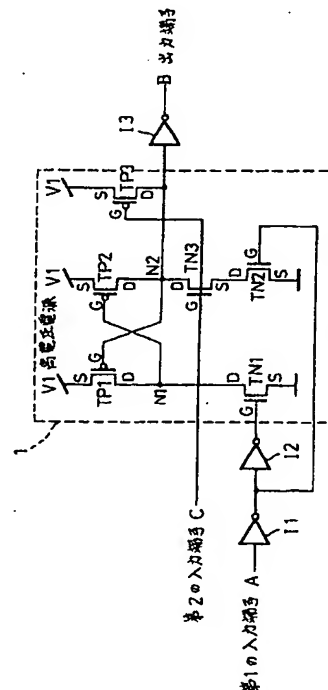 1
V1 高電圧電源
V1
V1
S
G
TP1
D
S
G
TP2
D
S
G
TP3
D
N1
N2
I3
B 出力端子
D
G
TN3
S
D
G
TN1
S
D
G
TN2
S
第2の入力端子 C
第1の入力端子 A
I1
I2